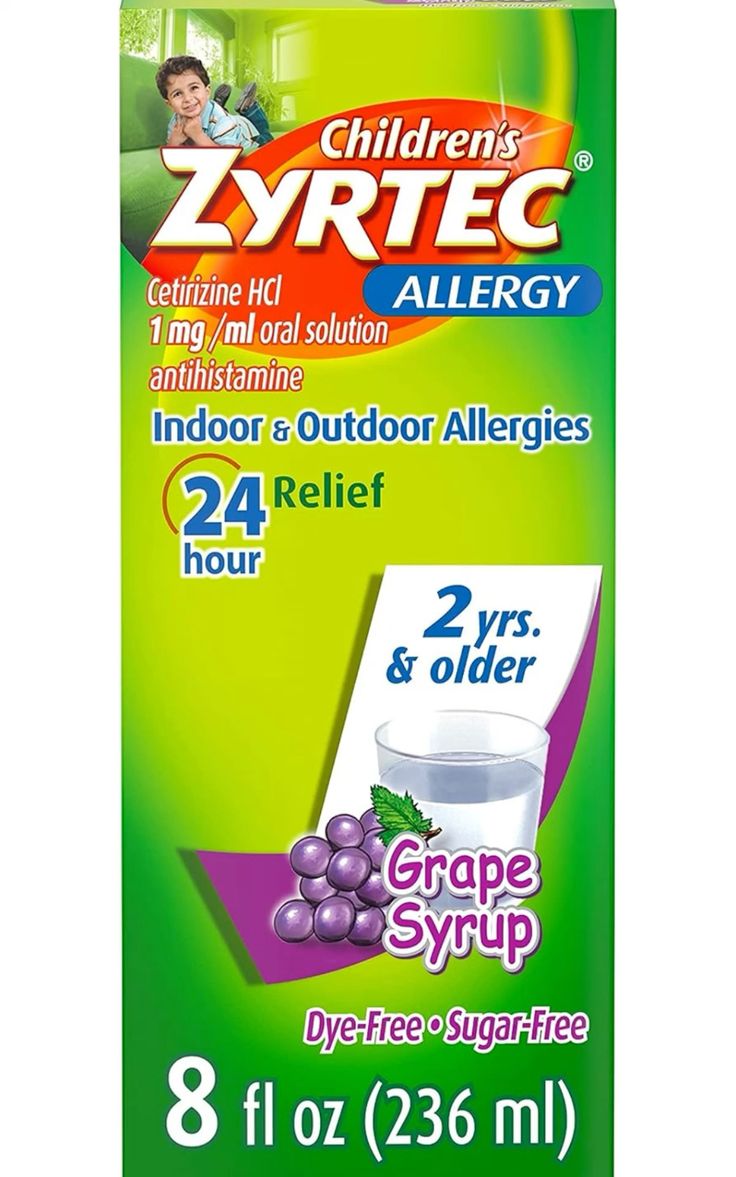 Children's
ZYRTEC®
ALLERGY
Cetirizine HCl
1 mg /ml oral solution
antihistamine
Indoor & Outdoor Allergies
24 Relief
hour
2 yrs.
& older
Grape
Syrup
Dye-Free • Sugar-Free
8 fl oz (236 ml)